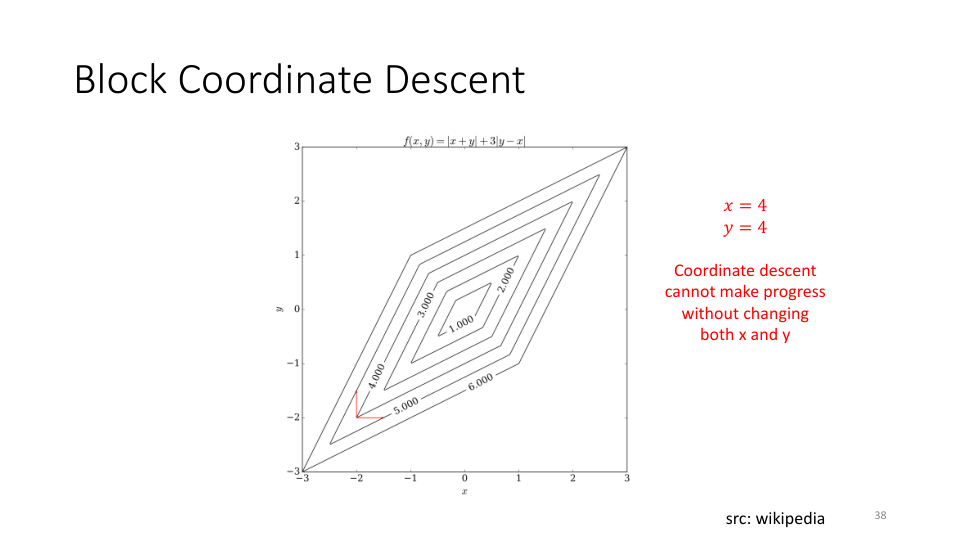 Block Coordinate Descent
f(x, y) = |x + y| + 3|y − x|
3
2
1
0
−1
−2
−3
y
3.000
2.000
1.000
4.000
5.000
6.000
−3 −2 −1 0 1 2 3
x
x = 4
y = 4
Coordinate descent
cannot make progress
without changing
both x and y
src: wikipedia
38